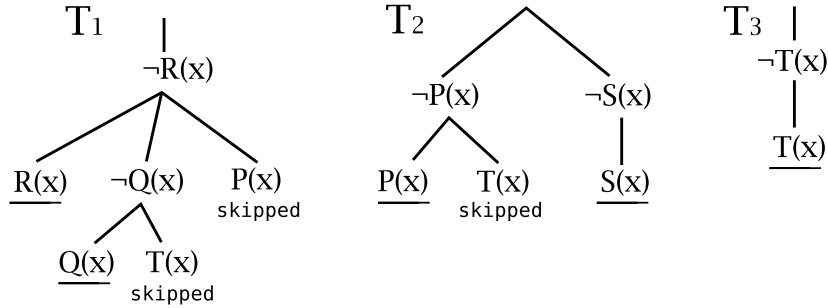 T1
¬R(x)
R(x) ¬Q(x) P(x)
skipped
Q(x) T(x)
skipped
T2
¬P(x) ¬S(x)
P(x) T(x) S(x)
skipped
T3
¬T(x)
T(x)